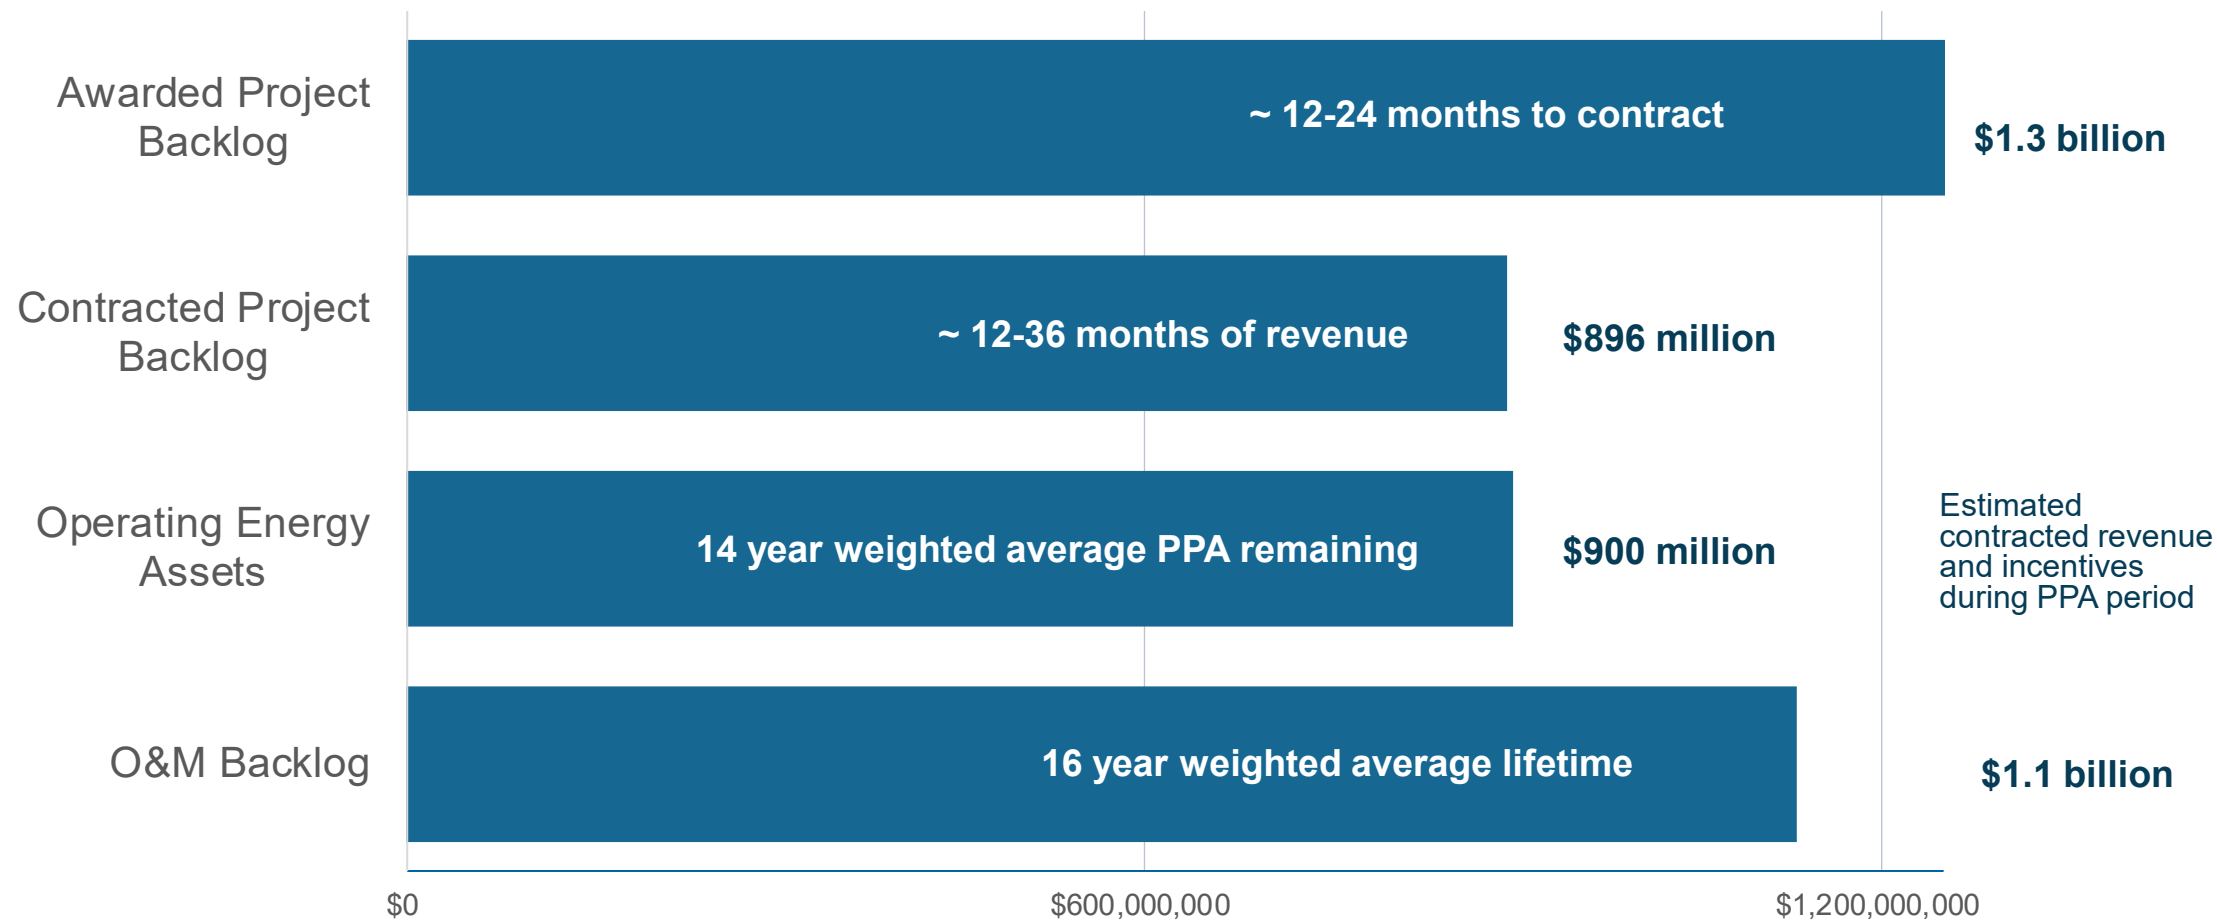 Awarded Project
Backlog
~ 12-24 months to contract
$1.3 billion
Contracted Project
Backlog
~ 12-36 months of revenue
$896 million
Operating Energy
Assets
14 year weighted average PPA remaining
$900 million
Estimated
contracted revenue
and incentives
during PPA period
O&M Backlog
16 year weighted average lifetime
$1.1 billion
$0
$600,000,000
$1,200,000,000